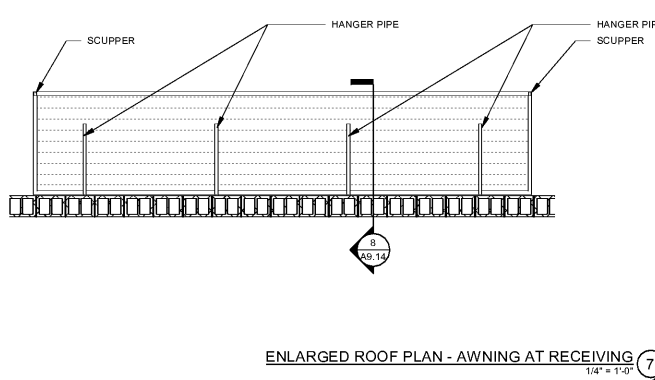 HANGER PIPE
HANGER
SCUPPER
SCUPPER
8
A9.14
ENLARGED ROOF PLAN - AWNING AT RECEIVING
7
1/4" = 1'-0"